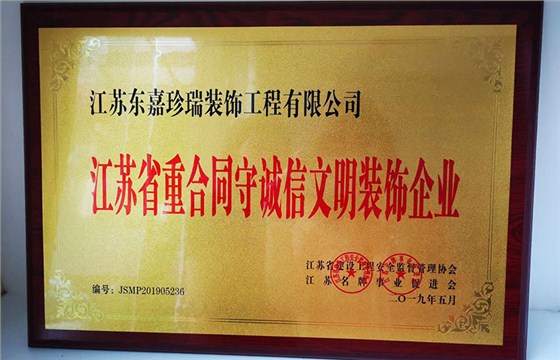 江苏东嘉珍瑞装饰工程有限公司
江苏省重合同守诚信文明装饰企业
江苏省建设工程安全监督管理协会
江苏名牌事业促进会
编号：JSMP201905236
二〇一九年五月